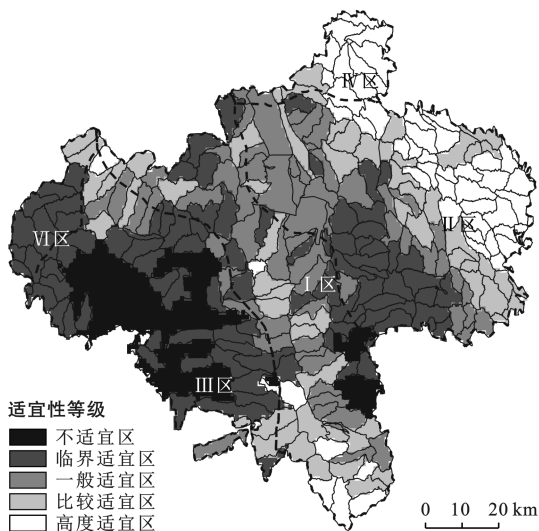 IV区
II区
VI区
I区
III区
适宜性等级
不适宜区
临界适宜区
一般适宜区
比较适宜区
高度适宜区
0 10 20 km